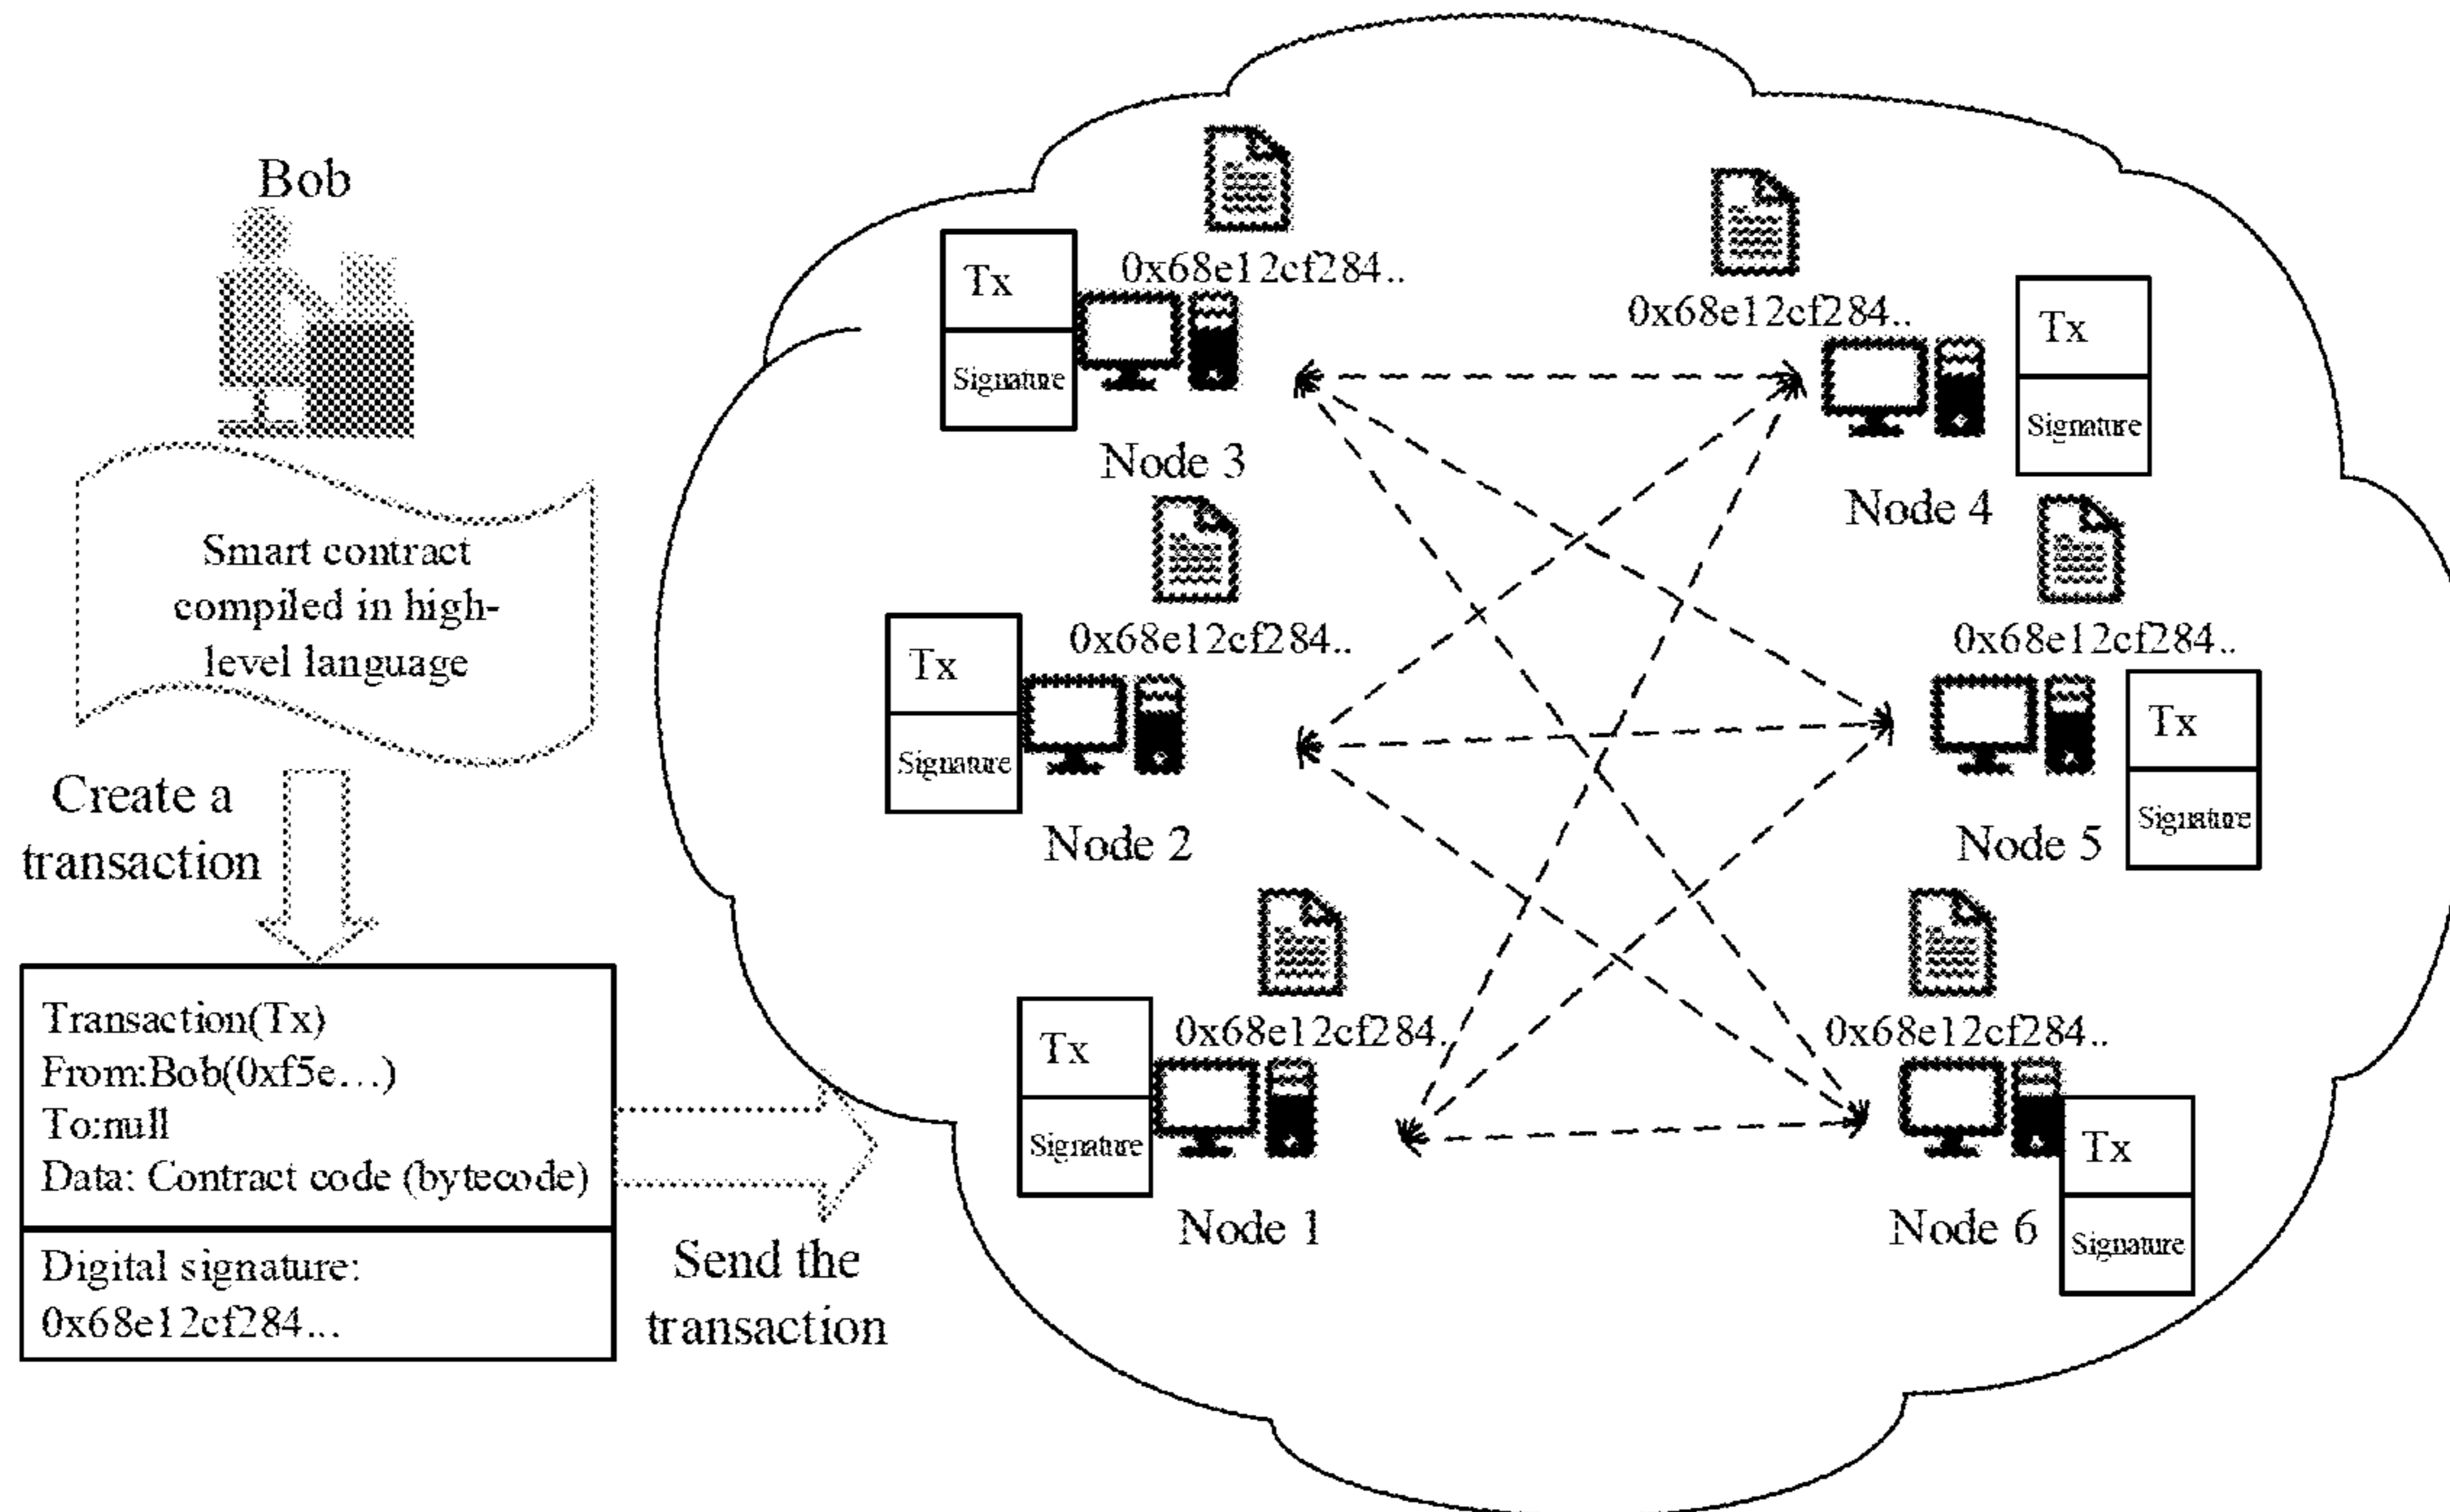 Bob
Smart contract
compiled in high-
level language
Create a
transaction
Transaction(Tx)
From:Bob(0xf5e...)
To:null
Data: Contract code (bytecode)
Digital signature:
0x68e12cf284...
Send the
transaction
0x68e12cf284..
Tx
Signature
Node 3
0x68e12cf284..
Tx
Signature
Node 4
0x68e12cf284..
Tx
Signature
Node 2
0x68e12cf284..
Tx
Signature
Node 5
0x68e12cf284..
Tx
Signature
Node 1
0x68e12cf284..
Tx
Signature
Node 6